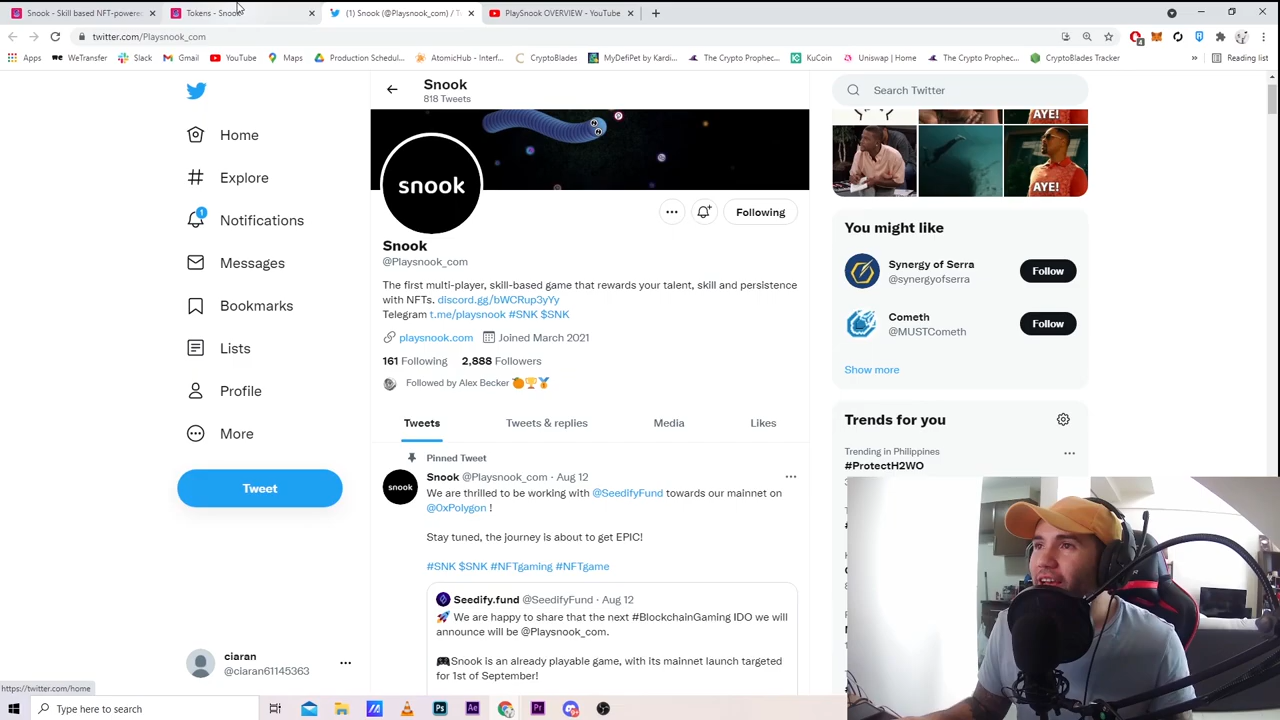 Snook - Skill based NFT-powere
Tokens - Snook
(1) Snook (@Playsnook_com) / T
PlaySnook OVERVIEW - YouTube
twitter.com/Playsnook_com
Apps
WeTransfer
Slack
Gmail
YouTube
Maps
Production Schedul...
AtomicHub - Interf...
CryptoBlades
MyDefiPet by Kardi...
The Crypto Prophec...
KuCoin
Uniswap | Home
The Crypto Prophec...
CryptoBlades Tracker
»
Reading list
Snook
818 Tweets
Search Twitter
AYE!
AYE!
AYE!
Home
Explore
1
Notifications
Messages
Bookmarks
Lists
Profile
More
Tweet
snook
Following
Snook
@Playsnook_com
The first multi-player, skill-based game that rewards your talent, skill and persistence
with NFTs. discord.gg/bWCRup3yYy
Telegram t.me/playsnook #SNK $SNK
playsnook.com
Joined March 2021
161 Following 2,888 Followers
Followed by Alex Becker
Tweets
Tweets & replies
Media
Likes
Pinned Tweet
snook
Snook @Playsnook_com · Aug 12
We are thrilled to be working with @SeedifyFund towards our mainnet on
@0xPolygon !
Stay tuned, the journey is about to get EPIC!
#SNK $SNK #NFTgaming #NFTgame
Seedify.fund @SeedifyFund · Aug 12
We are happy to share that the next #BlockchainGaming IDO we will
announce will be @Playsnook_com.
Snook is an already playable game, with its mainnet launch targeted
for 1st of September!
You might like
Synergy of Serra
@synergyofserra
Follow
Cometh
@MUSTCometh
Follow
Show more
Trends for you
Trending in Philippines
#ProtectH2WO
ciaran
@ciaran61145363
https://twitter.com/home
Type here to search